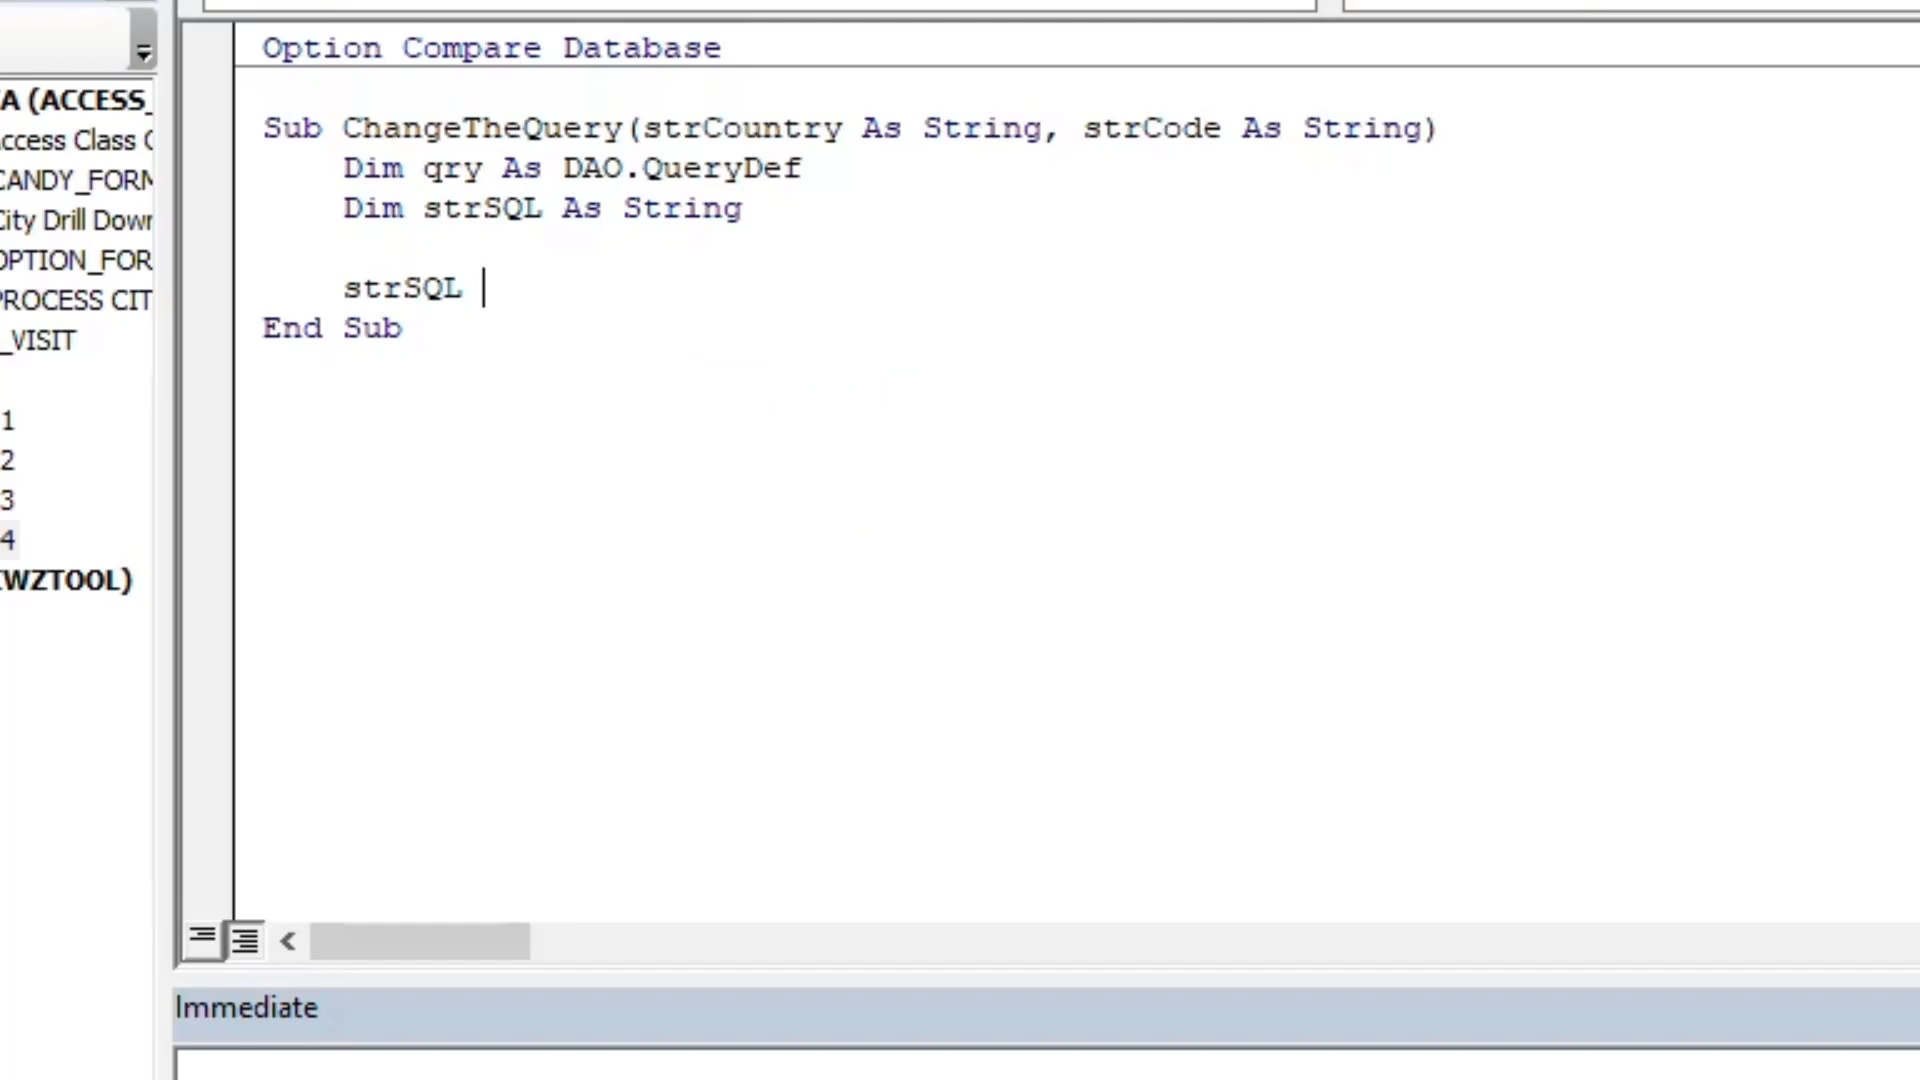 A (ACCESS_
ccess Class C
CANDY_FORM
City Drill Down
OPTION_FOR
PROCESS CIT
_VISIT
1
2
3
4
WZTOOL)
Option Compare Database
Sub ChangeTheQuery(strCountry As String, strCode As String)
Dim qry As DAO.QueryDef
Dim strSQL As String
strSQL
End Sub
Immediate